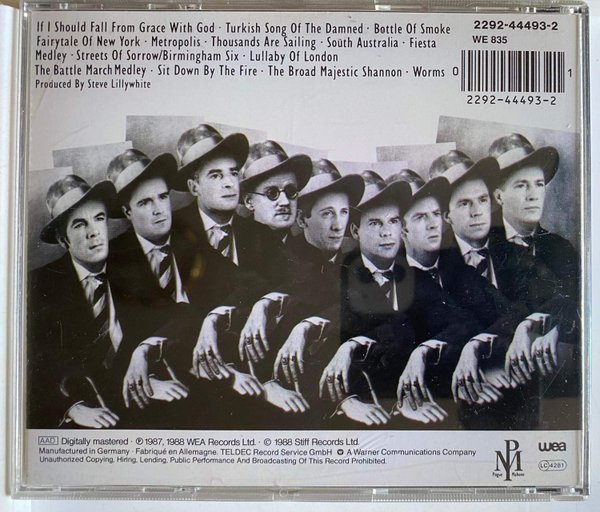 If I Should Fall From Grace With God · Turkish Song Of The Damned · Bottle Of Smoke
Fairytale Of New York · Metropolis · Thousands Are Sailing · South Australia · Fiesta
Medley · Streets Of Sorrow/Birmingham Six · Lullaby Of London
The Battle March Medley · Sit Down By The Fire · The Broad Majestic Shannon · Worms
Produced By Steve Lillywhite
2292-44493-2
WE 835
0
1
2292-44493-2
AAD Digitally mastered · ℗ 1987, 1988 WEA Records Ltd. · © 1988 Stiff Records Ltd.
Manufactured in Germany · Fabriqué en Allemagne. TELDEC Record Service GmbH A Warner Communications Company
Unauthorized Copying, Hiring, Lending, Public Performance And Broadcasting Of This Record Prohibited.
PM
Pogue Mahone
wea
LC 4281